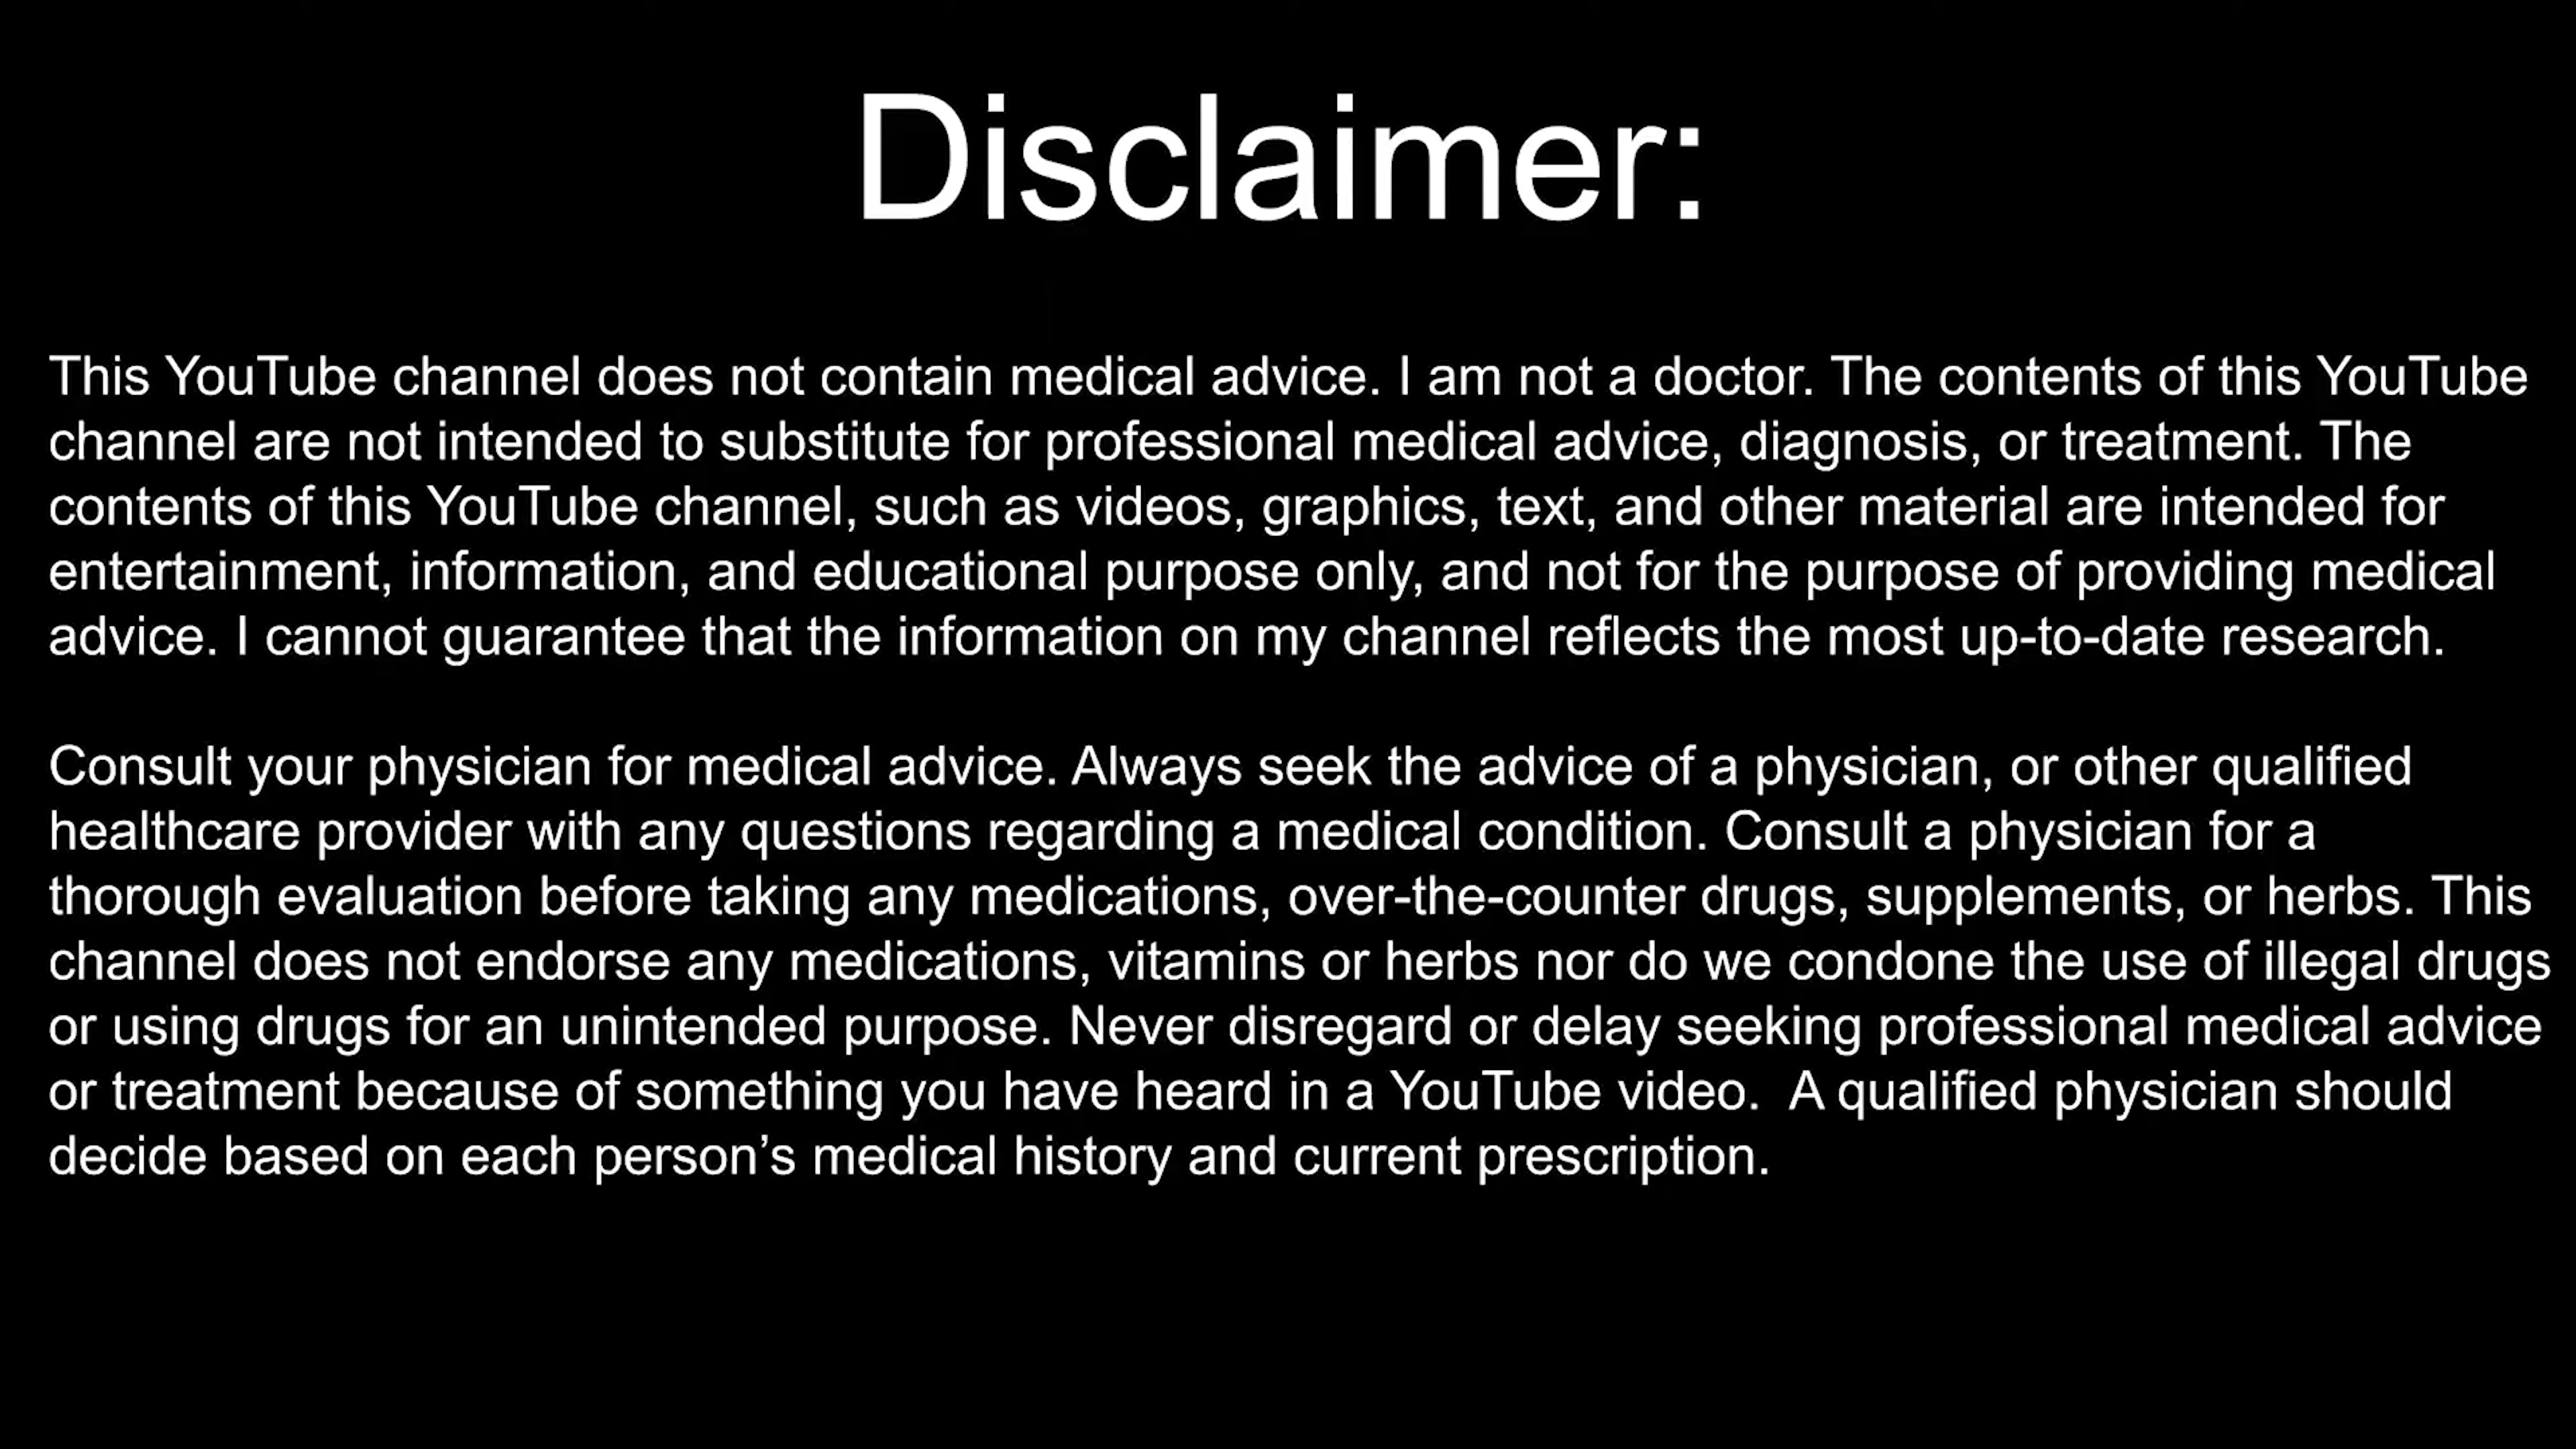 Disclaimer:
This YouTube channel does not contain medical advice. I am not a doctor. The contents of this YouTube
channel are not intended to substitute for professional medical advice, diagnosis, or treatment. The
contents of this YouTube channel, such as videos, graphics, text, and other material are intended for
entertainment, information, and educational purpose only, and not for the purpose of providing medical
advice. I cannot guarantee that the information on my channel reflects the most up-to-date research.
Consult your physician for medical advice. Always seek the advice of a physician, or other qualified
healthcare provider with any questions regarding a medical condition. Consult a physician for a
thorough evaluation before taking any medications, over-the-counter drugs, supplements, or herbs. This
channel does not endorse any medications, vitamins or herbs nor do we condone the use of illegal drugs
or using drugs for an unintended purpose. Never disregard or delay seeking professional medical advice
or treatment because of something you have heard in a YouTube video.  A qualified physician should
decide based on each person’s medical history and current prescription.